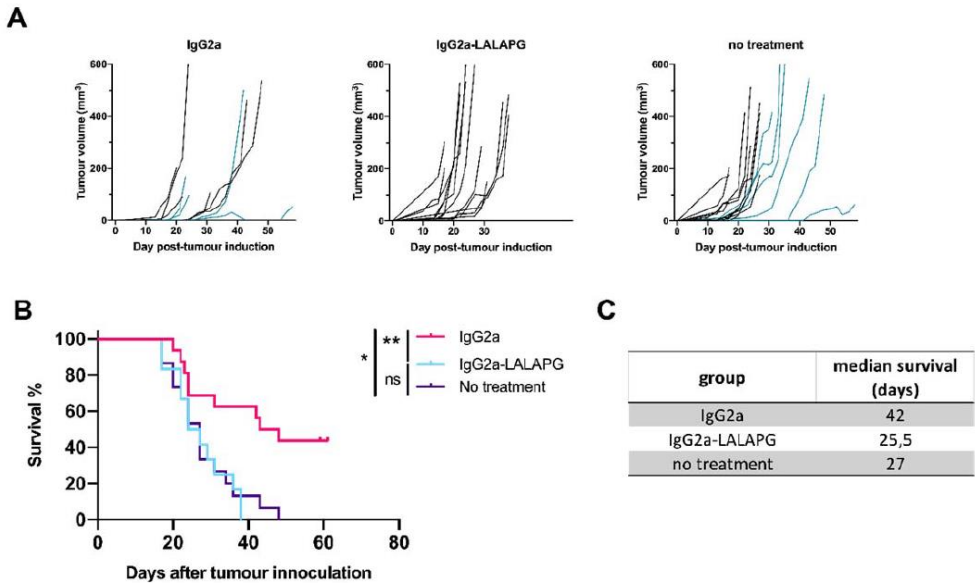 A
IgG2a
IgG2a-LALAPG
no treatment
Tumour volume (mm³)
600
400
200
0
0 10 20 30 40 50
Day post-tumour induction
Tumour volume (mm³)
600
400
200
0
0 10 20 30 40 50
Day post-tumour induction
Tumour volume (mm³)
600
400
200
0
0 10 20 30 40 50
Day post-tumour induction
B
Survival %
100
80
60
40
20
0
0 20 40 60 80
Days after tumour innoculation
* ** IgG2a
IgG2a-LALAPG
ns
No treatment
C
group median survival (days)
IgG2a 42
IgG2a-LALAPG 25,5
no treatment 27